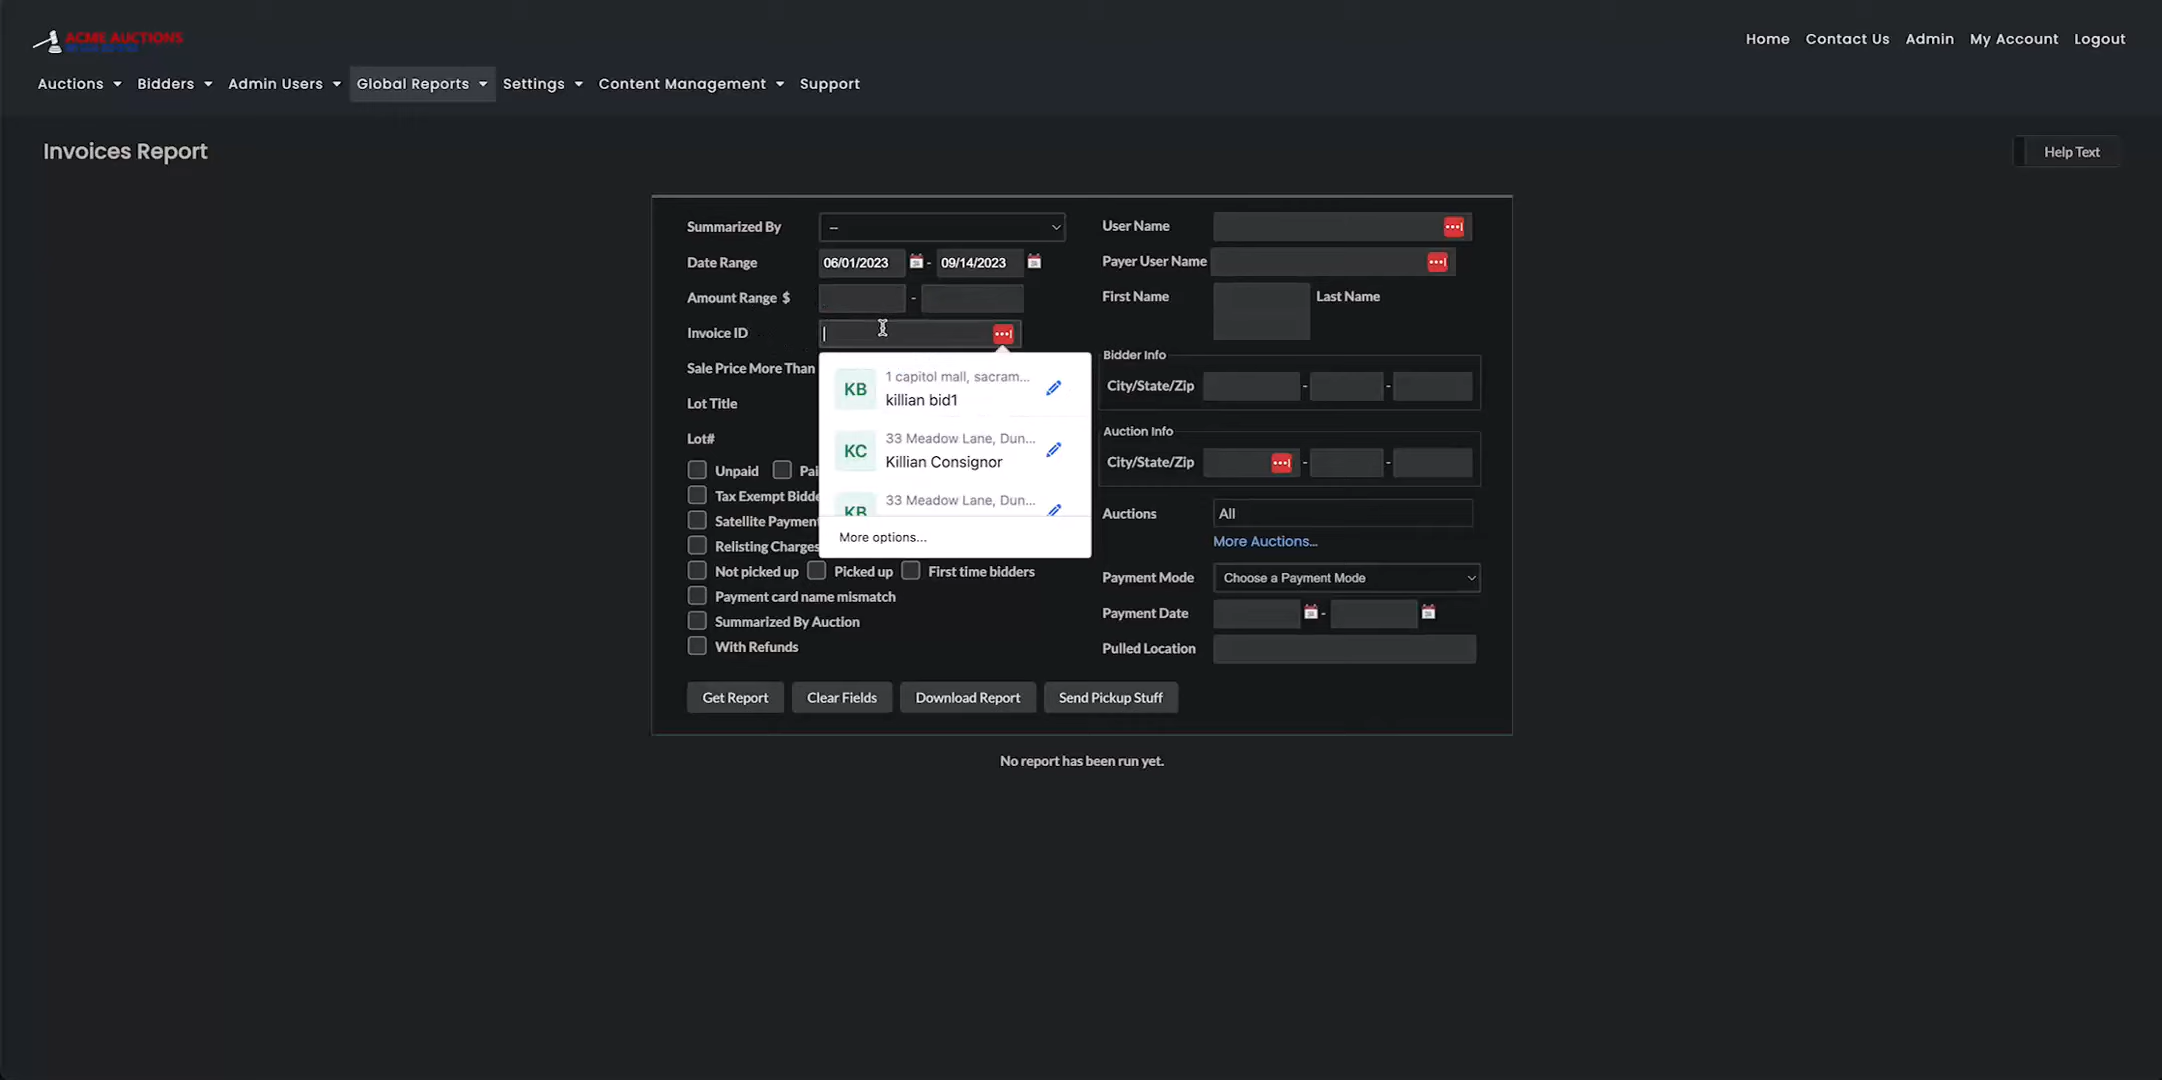 ACME AUCTIONS
Home Contact Us Admin My Account Logout
Auctions Bidders Admin Users Global Reports Settings Content Management Support
Invoices Report
Help Text
Summarized By --
User Name
Date Range 06/01/2023 - 09/14/2023
Payer User Name
Amount Range $ -
First Name Last Name
Invoice ID
Bidder Info
Sale Price More Than
1 capitol mall, sacram...
KB
killian bid1
City/State/Zip - -
Lot Title
Auction Info
Lot#
33 Meadow Lane, Dun...
KC
Killian Consignor
City/State/Zip - -
Unpaid Pai
Tax Exempt Bidde
33 Meadow Lane, Dun...
KB
Auctions All
Satellite Payment
More options...
More Auctions...
Relisting Charges
Not picked up Picked up First time bidders
Payment Mode Choose a Payment Mode
Payment card name mismatch
Payment Date -
Summarized By Auction
With Refunds
Pulled Location
Get Report Clear Fields Download Report Send Pickup Stuff
No report has been run yet.